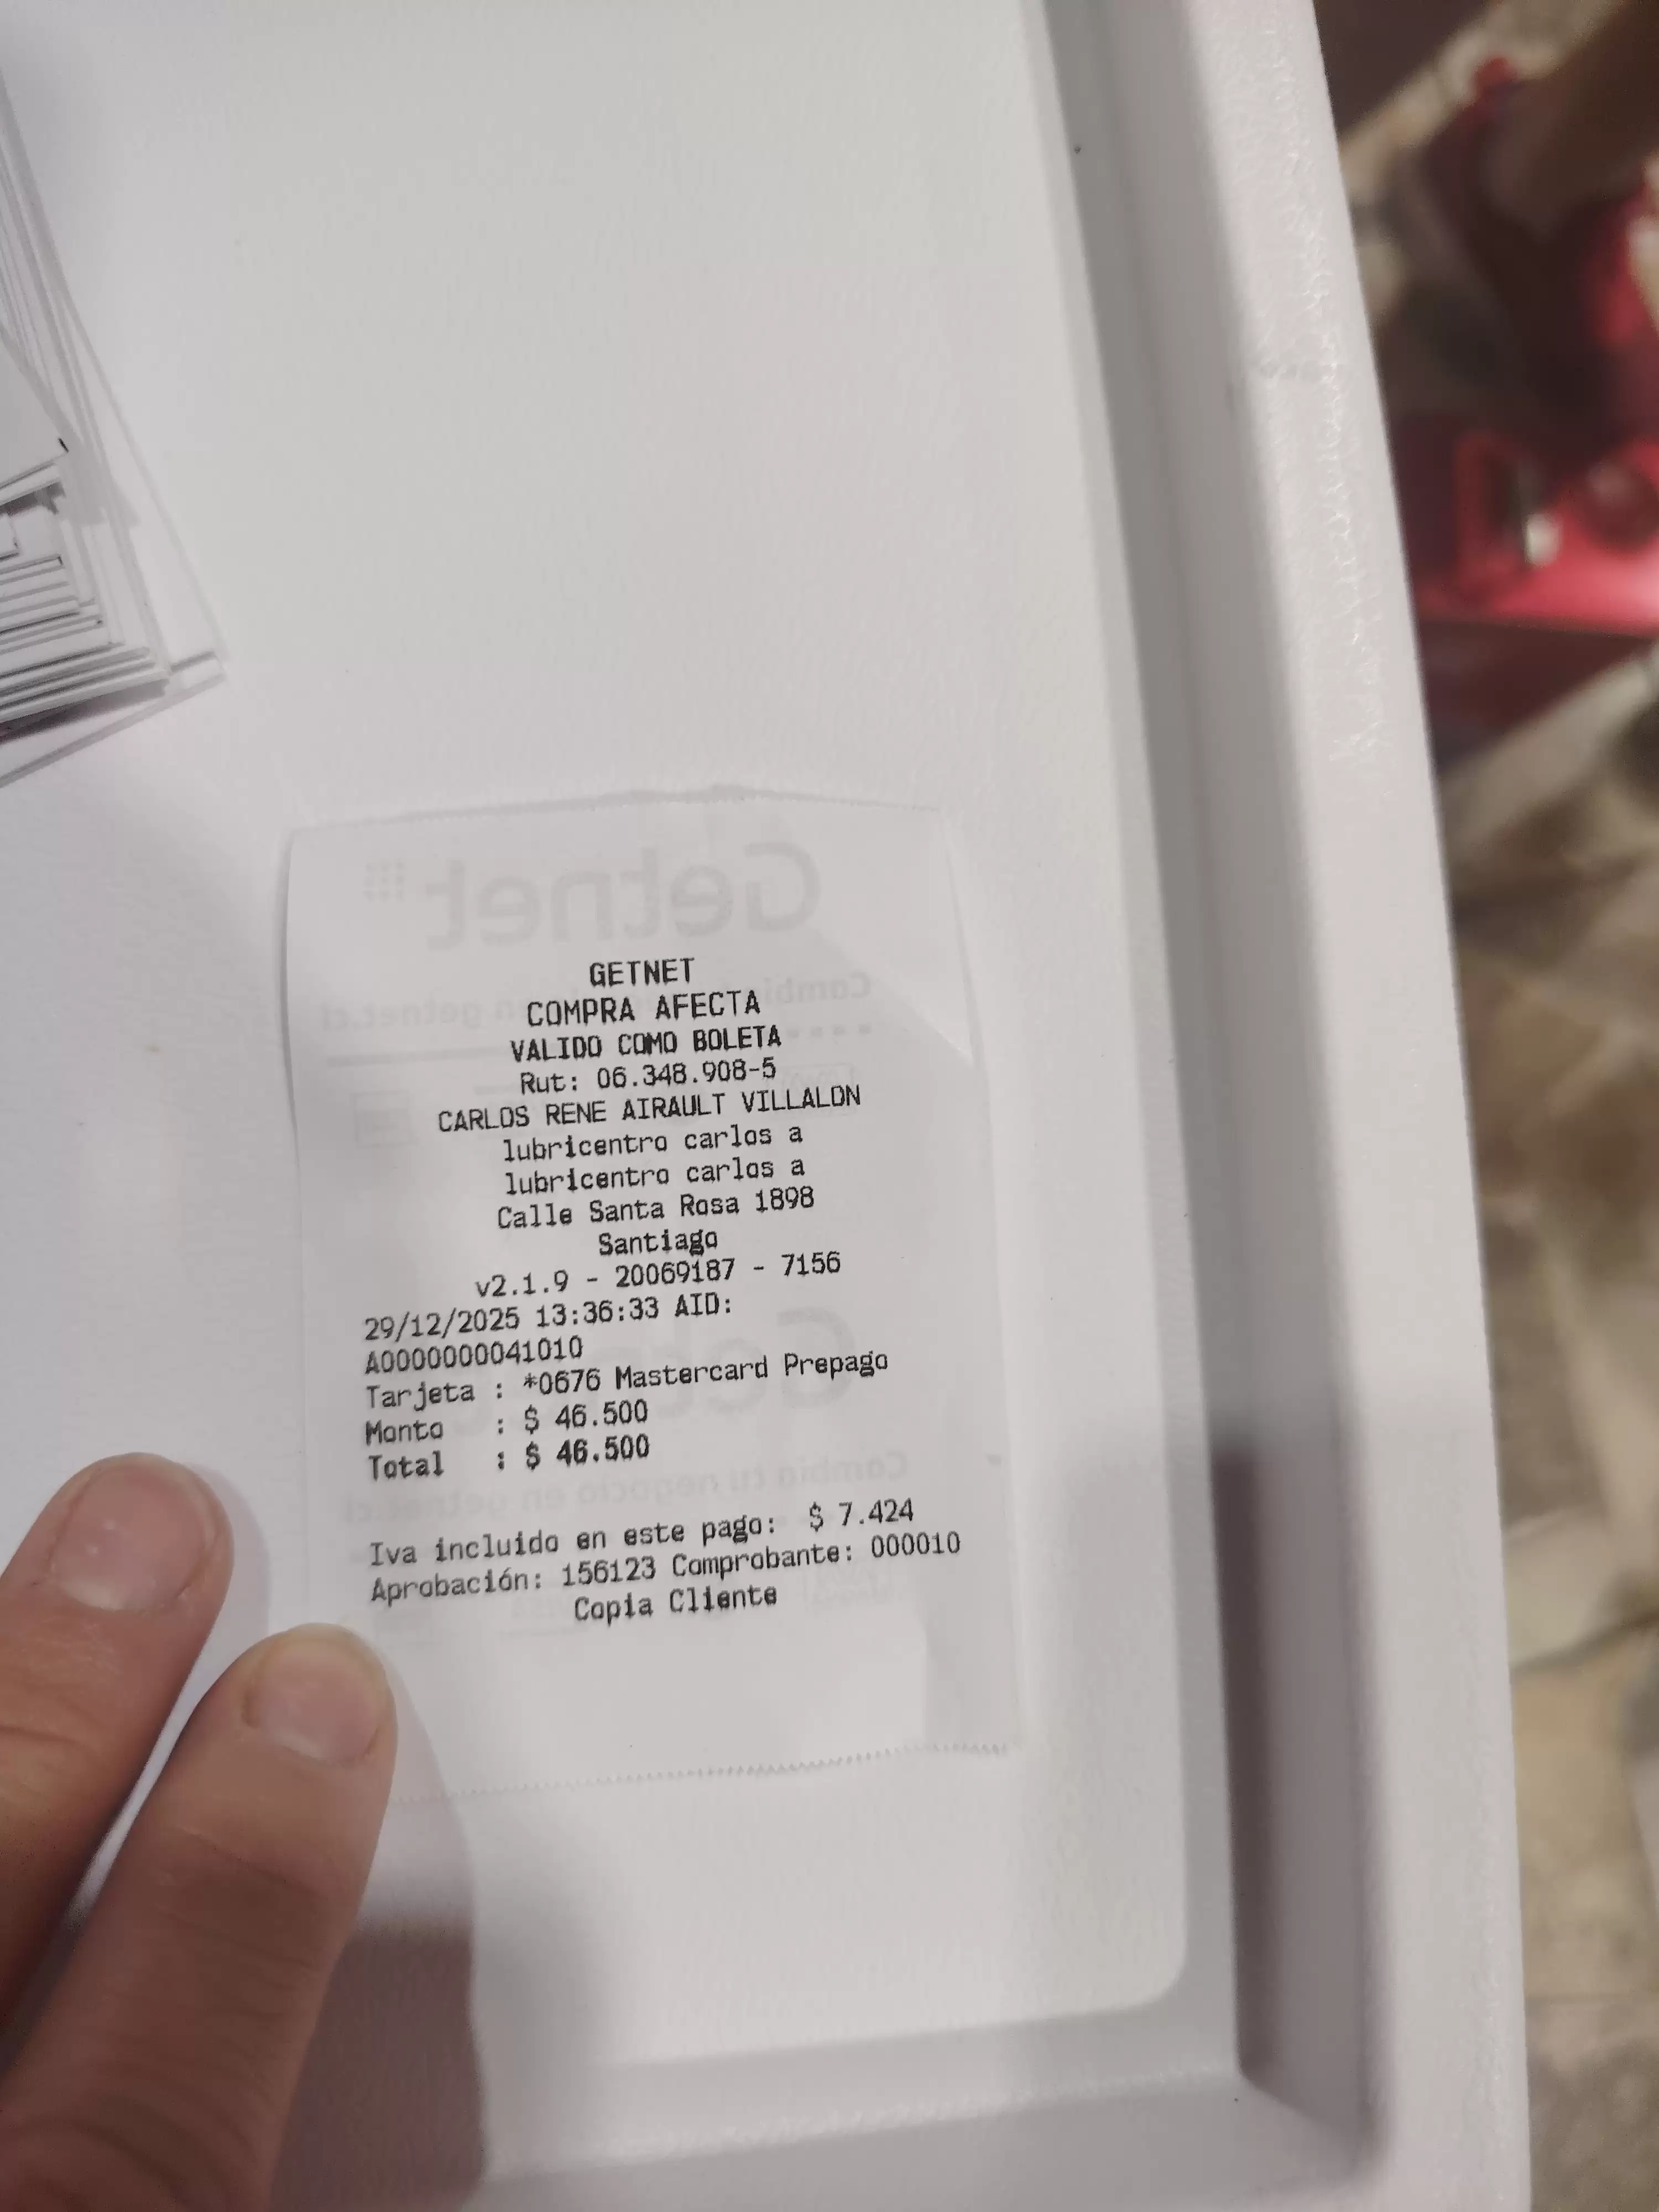 GETNET
COMPRA AFECTA
VALIDO COMO BOLETA
Rut: 06.348.908-5
CARLOS RENE AIRAULT VILLALON
lubricentro carlos a
lubricentro carlos a
Calle Santa Rosa 1898
Santiago
v2.1.9 - 20069187 - 7156
29/12/2025 13:36:33 AID:
A0000000041010
Tarjeta : *0676 Mastercard Prepago
Monto : $ 46.500
Total : $ 46.500
Iva incluido en este pago: $ 7.424
Aprobación: 156123 Comprobante: 000010
Copia Cliente